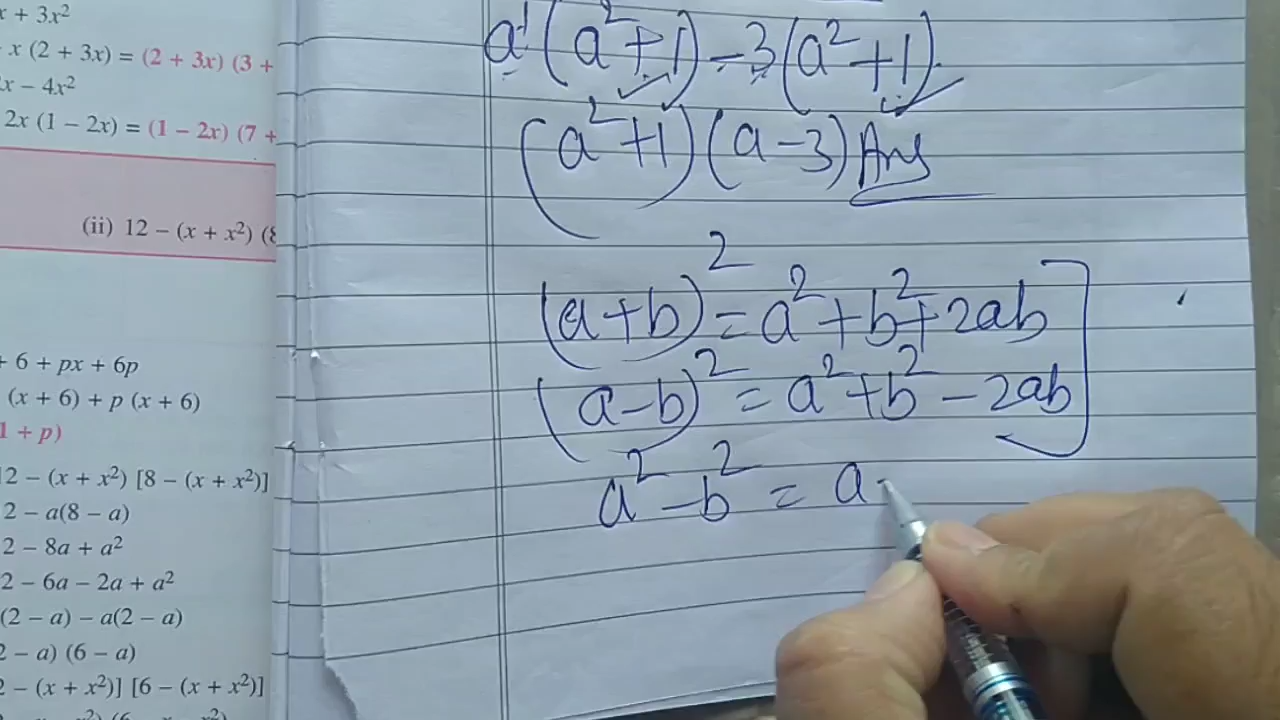 x + 3x²
x (2 + 3x) = (2 + 3x) (3 +
x – 4x²
2x (1 – 2x) = (1 – 2x) (7 +
(ii) 12 – (x + x²) (8
+ 6 + px + 6p
(x + 6) + p (x + 6)
1 + p)
12 – (x + x²) [8 – (x + x²)]
2 – a(8 – a)
2 – 8a + a²
2 – 6a – 2a + a²
(2 – a) – a(2 – a)
2 – a) (6 – a)
2 – (x + x²)] [6 – (x + x²)]
a¹(a²+1) – 3(a²+1)
(a²+1)(a–3) Ans
(a+b)² = a²+b²+2ab
(a–b)² = a²+b² – 2ab
a² – b² = a